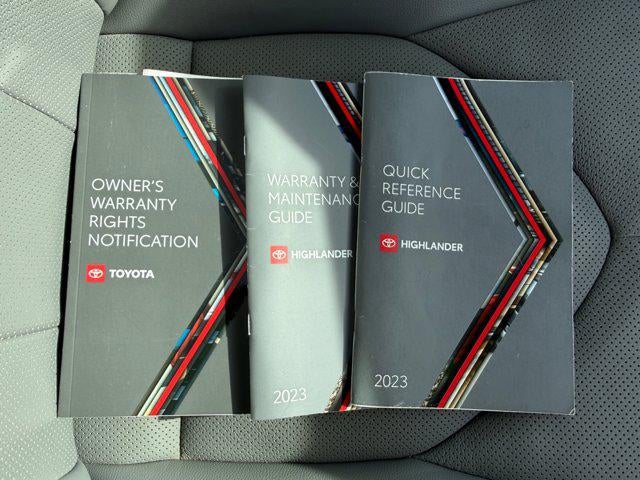 OWNER'S
WARRANTY
RIGHTS
NOTIFICATION
TOYOTA
WARRANTY &
MAINTENANC
GUIDE
HIGHLANDER
2023
QUICK
REFERENCE
GUIDE
HIGHLANDER
2023